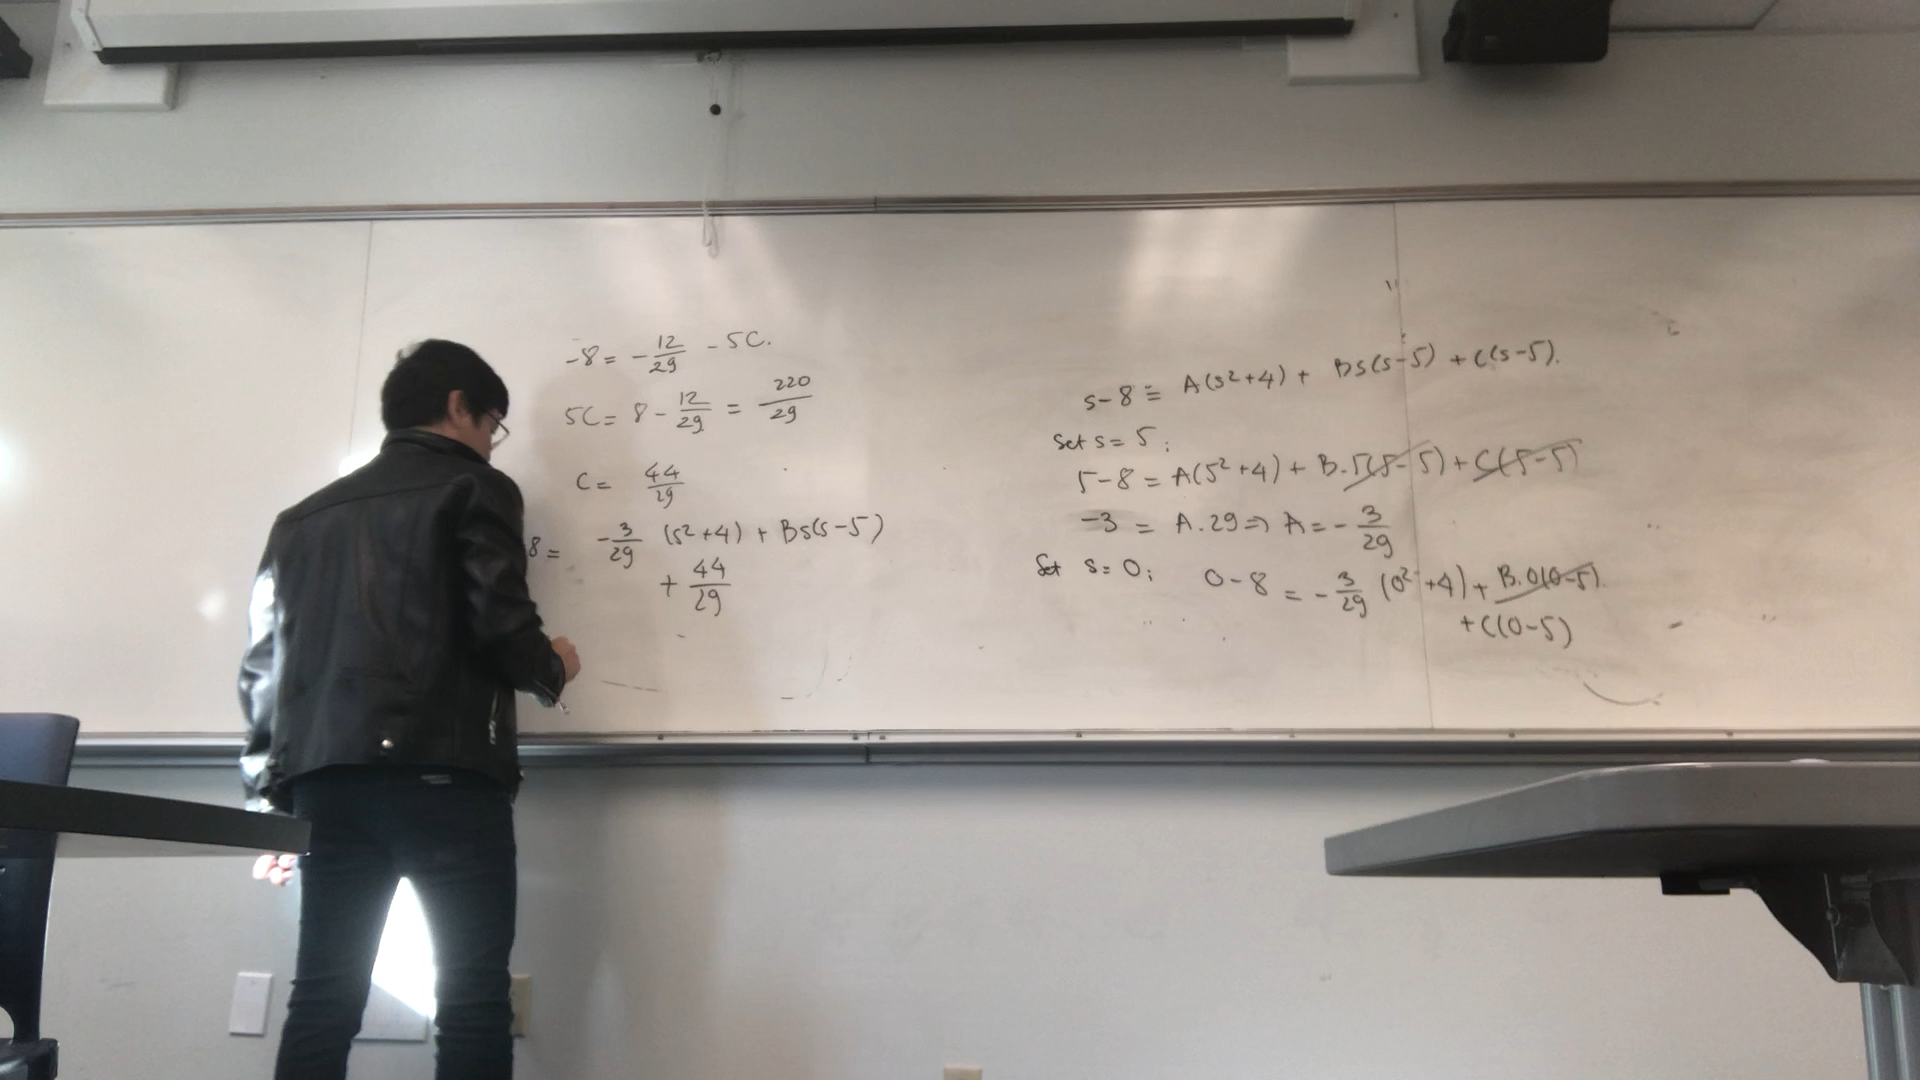 -8 = -12/29 - 5C.
5C = 8 - 12/29 = 220/29
C = 44/29
8 = -3/29 (s²+4) + Bs(s-5)
+ 44/29
s-8 = A(s²+4) + Bs(s-5) + C(s-5).
Set s = 5;
5-8 = A(5²+4) + B.5(5-5) + C(5-5)
-3 = A.29 => A = -3/29
Set s = 0; 0-8 = -3/29 (0²+4) + B.0(0-5)
+ C(0-5)